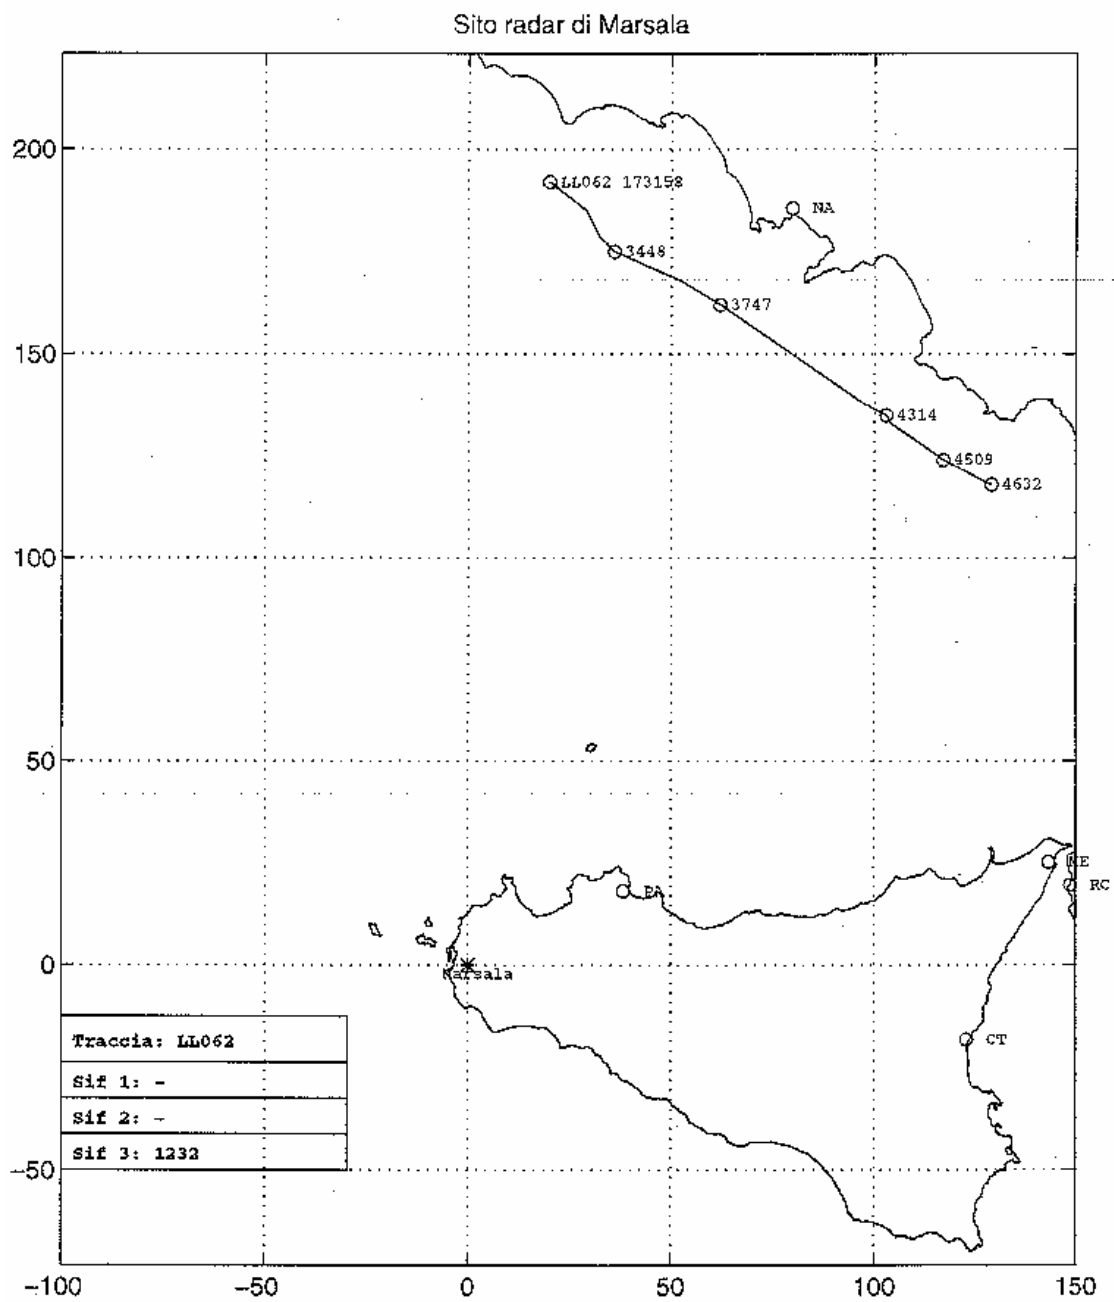 Sito radar di Marsala
200
LL062 173158
NA
3448
3747
150
4314
4509
4632
100
50
ME
RC
PA
0
Marsala
CT
Traccia: LL062
Sif 1: -
Sif 2: -
Sif 3: 1232
-50
-100
-50
0
50
100
150